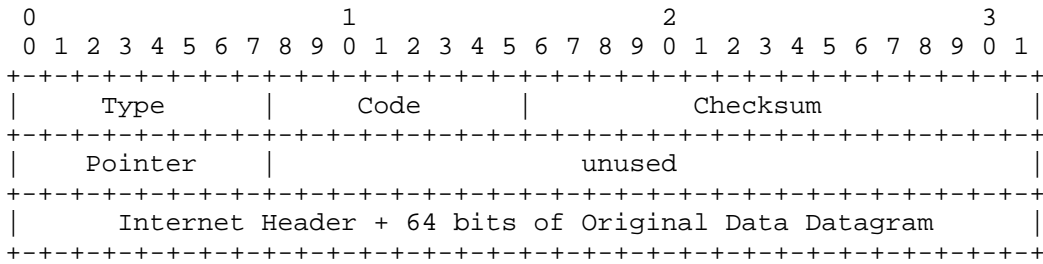 0                   1                   2                   3
 0 1 2 3 4 5 6 7 8 9 0 1 2 3 4 5 6 7 8 9 0 1 2 3 4 5 6 7 8 9 0 1
+-+-+-+-+-+-+-+-+-+-+-+-+-+-+-+-+-+-+-+-+-+-+-+-+-+-+-+-+-+-+-+-+
|     Type      |     Code      |          Checksum             |
+-+-+-+-+-+-+-+-+-+-+-+-+-+-+-+-+-+-+-+-+-+-+-+-+-+-+-+-+-+-+-+-+
|    Pointer    |                   unused                      |
+-+-+-+-+-+-+-+-+-+-+-+-+-+-+-+-+-+-+-+-+-+-+-+-+-+-+-+-+-+-+-+-+
|      Internet Header + 64 bits of Original Data Datagram      |
+-+-+-+-+-+-+-+-+-+-+-+-+-+-+-+-+-+-+-+-+-+-+-+-+-+-+-+-+-+-+-+-+